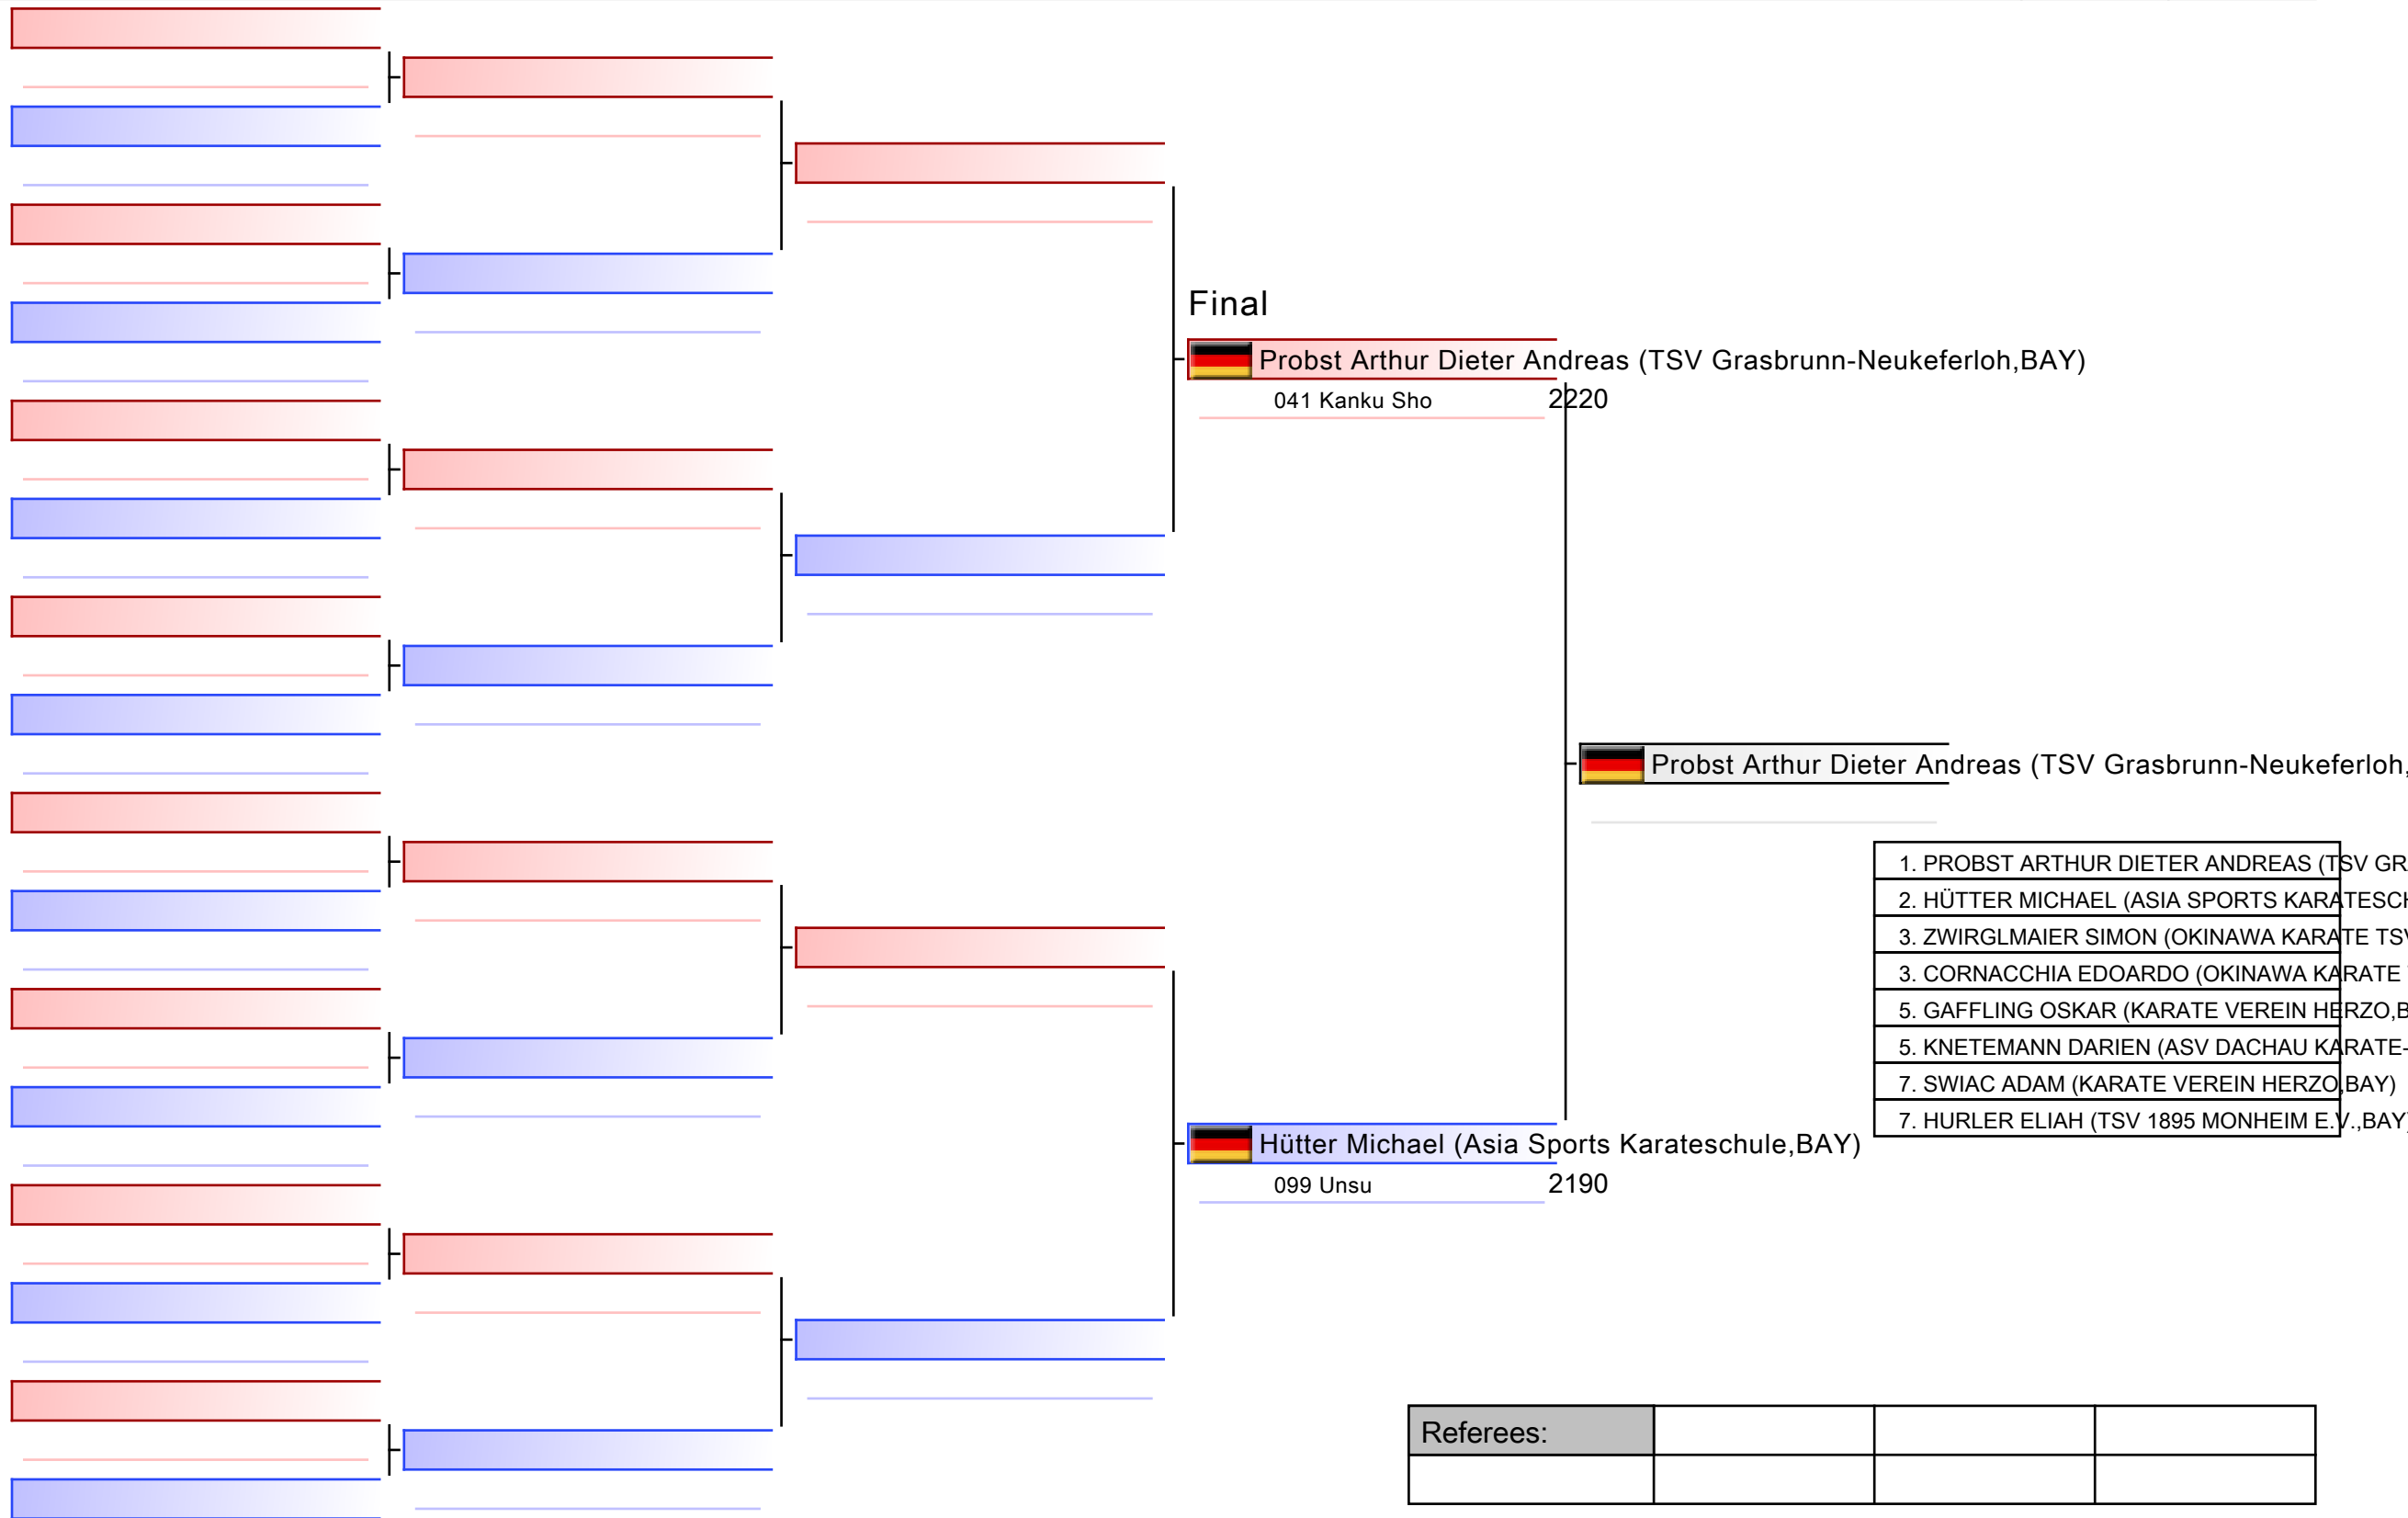 Final
Probst Arthur Dieter Andreas (TSV Grasbrunn-Neukeferloh,BAY)
041 Kanku Sho 2220
Probst Arthur Dieter Andreas (TSV Grasbrunn-Neukeferloh,
1. PROBST ARTHUR DIETER ANDREAS (TSV GR
2. HÜTTER MICHAEL (ASIA SPORTS KARATESCH
3. ZWIRGLMAIER SIMON (OKINAWA KARATE TSV
3. CORNACCHIA EDOARDO (OKINAWA KARATE
5. GAFFLING OSKAR (KARATE VEREIN HERZO,B
5. KNETEMANN DARIEN (ASV DACHAU KARATE-
7. SWIAC ADAM (KARATE VEREIN HERZO,BAY)
7. HURLER ELIAH (TSV 1895 MONHEIM E.V.,BAY)
Hütter Michael (Asia Sports Karateschule,BAY)
099 Unsu 2190
Referees: